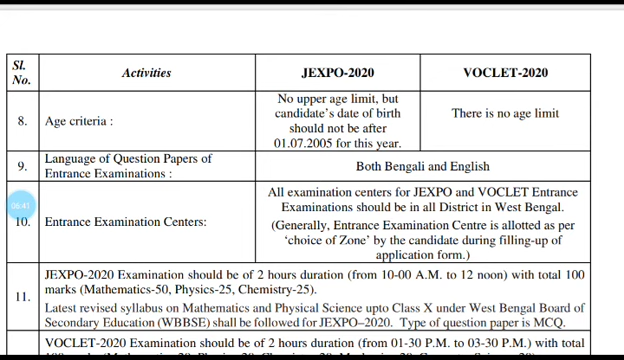 Sl.
No.
Activities
JEXPO-2020
VOCLET-2020
8.
Age criteria :
No upper age limit, but
candidate's date of birth
should not be after
01.07.2005 for this year.
There is no age limit
9.
Language of Question Papers of
Entrance Examinations :
Both Bengali and English
10.
Entrance Examination Centers:
All examination centers for JEXPO and VOCLET Entrance
Examinations should be in all District in West Bengal.
(Generally, Entrance Examination Centre is allotted as per
‘choice of Zone’ by the candidate during filling-up of
application form.)
11.
JEXPO-2020 Examination should be of 2 hours duration (from 10-00 A.M. to 12 noon) with total 100
marks (Mathematics-50, Physics-25, Chemistry-25).
Latest revised syllabus on Mathematics and Physical Science upto Class X under West Bengal Board of
Secondary Education (WBBSE) shall be followed for JEXPO–2020. Type of question paper is MCQ.
VOCLET-2020 Examination should be of 2 hours duration (from 01-30 P.M. to 03-30 P.M.) with total